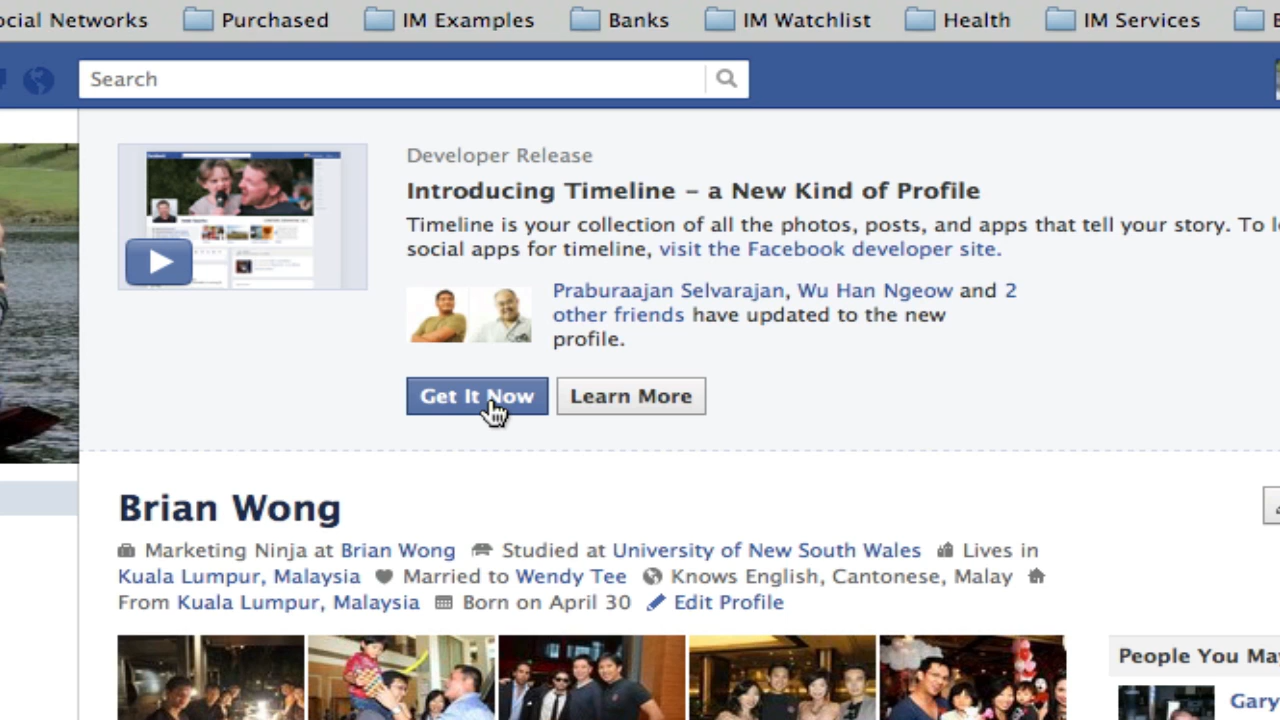 ocial Networks Purchased IM Examples Banks IM Watchlist Health IM Services
Search
Developer Release
Introducing Timeline – a New Kind of Profile
Timeline is your collection of all the photos, posts, and apps that tell your story. To
social apps for timeline, visit the Facebook developer site.
Praburaajan Selvarajan, Wu Han Ngeow and 2
other friends have updated to the new
profile.
Get It Now Learn More
Brian Wong
Marketing Ninja at Brian Wong Studied at University of New South Wales Lives in
Kuala Lumpur, Malaysia Married to Wendy Tee Knows English, Cantonese, Malay
From Kuala Lumpur, Malaysia Born on April 30 Edit Profile
People You Ma
Gary